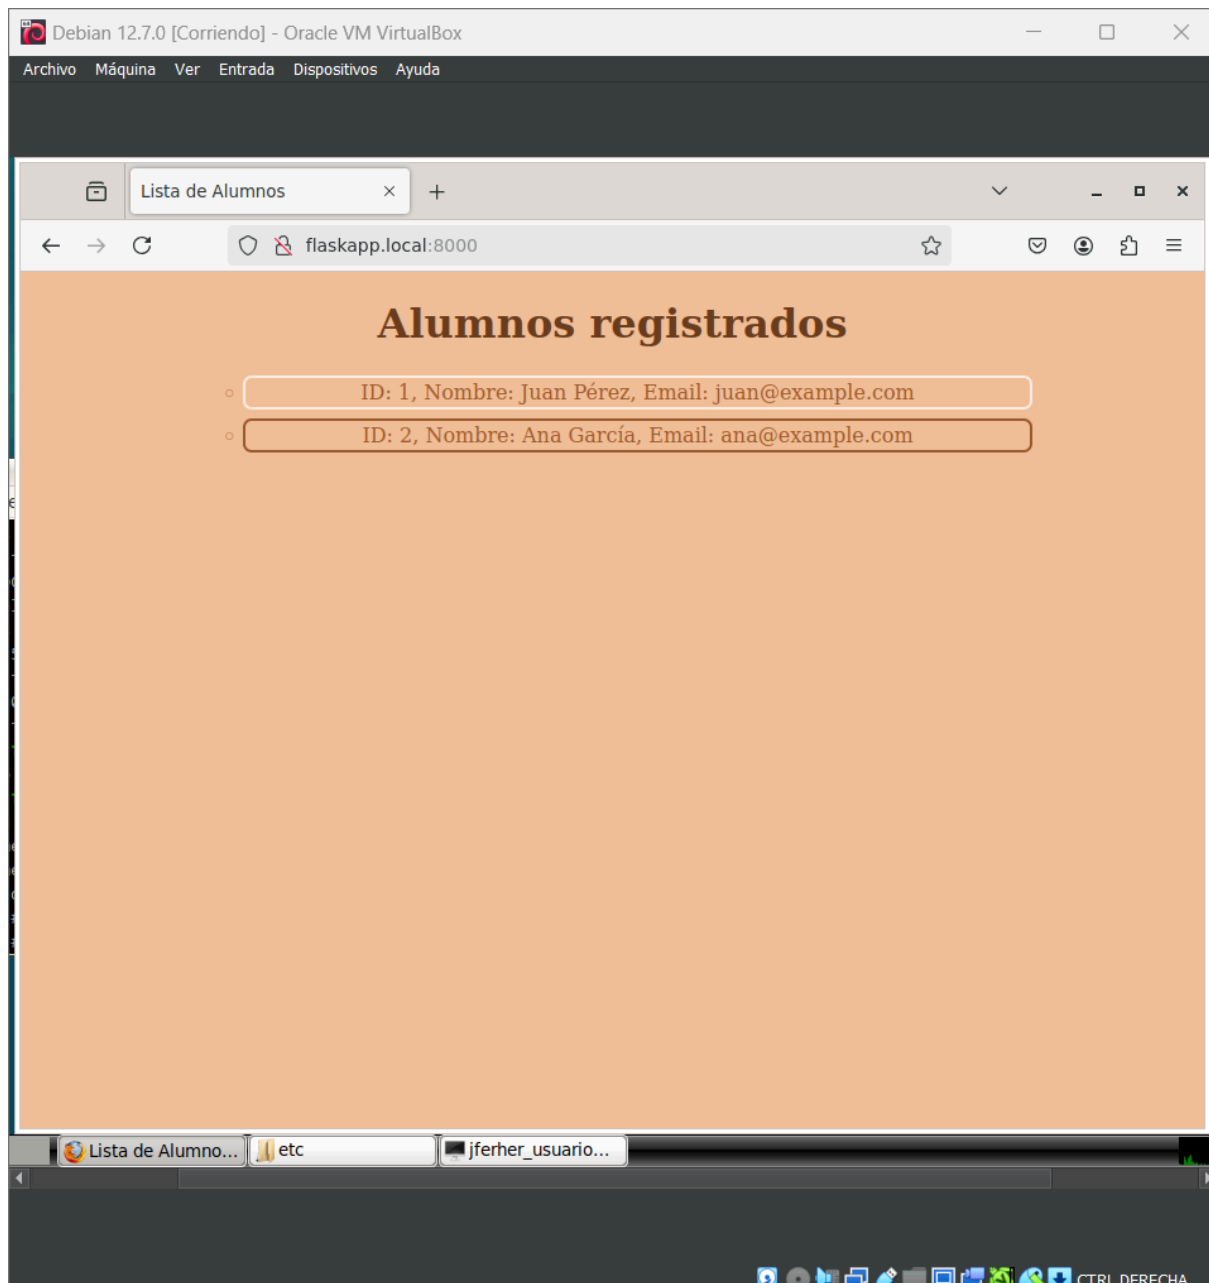 Debian 12.7.0 [Corriendo] - Oracle VM VirtualBox
Archivo Máquina Ver Entrada Dispositivos Ayuda
Lista de Alumnos
flaskapp.local:8000
Alumnos registrados
ID: 1, Nombre: Juan Pérez, Email: juan@example.com
ID: 2, Nombre: Ana García, Email: ana@example.com
Lista de Alumno... etc jferher_usuario...
CTRL DERECHA